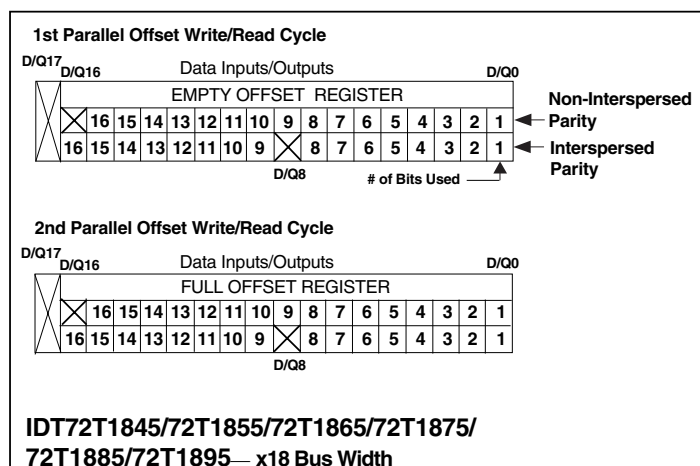 1st Parallel Offset Write/Read Cycle
D/Q17
D/Q16 Data Inputs/Outputs D/Q0
EMPTY OFFSET REGISTER
16 15 14 13 12 11 10 9 8 7 6 5 4 3 2 1 Non-Interspersed Parity
16 15 14 13 12 11 10 9 8 7 6 5 4 3 2 1 Interspersed Parity
D/Q8
# of Bits Used
2nd Parallel Offset Write/Read Cycle
D/Q17
D/Q16 Data Inputs/Outputs D/Q0
FULL OFFSET REGISTER
16 15 14 13 12 11 10 9 8 7 6 5 4 3 2 1
16 15 14 13 12 11 10 9 8 7 6 5 4 3 2 1
D/Q8
IDT72T1845/72T1855/72T1865/72T1875/
72T1885/72T1895— x18 Bus Width